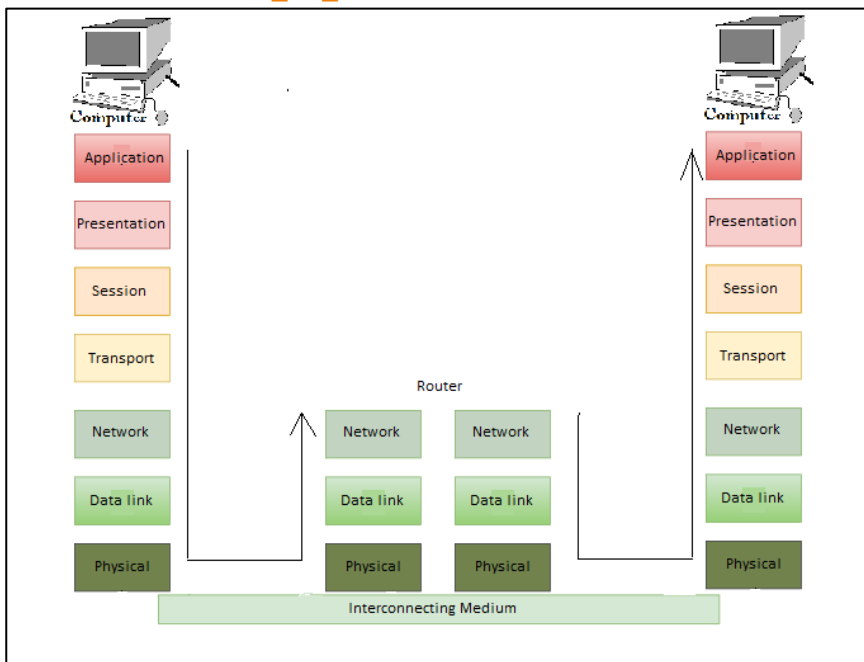 Computer
Computer
Application
Application
Presentation
Presentation
Session
Session
Transport
Transport
Router
Network
Network
Network
Network
Data link
Data link
Data link
Data link
Physical
Physical
Physical
Physical
Interconnecting Medium